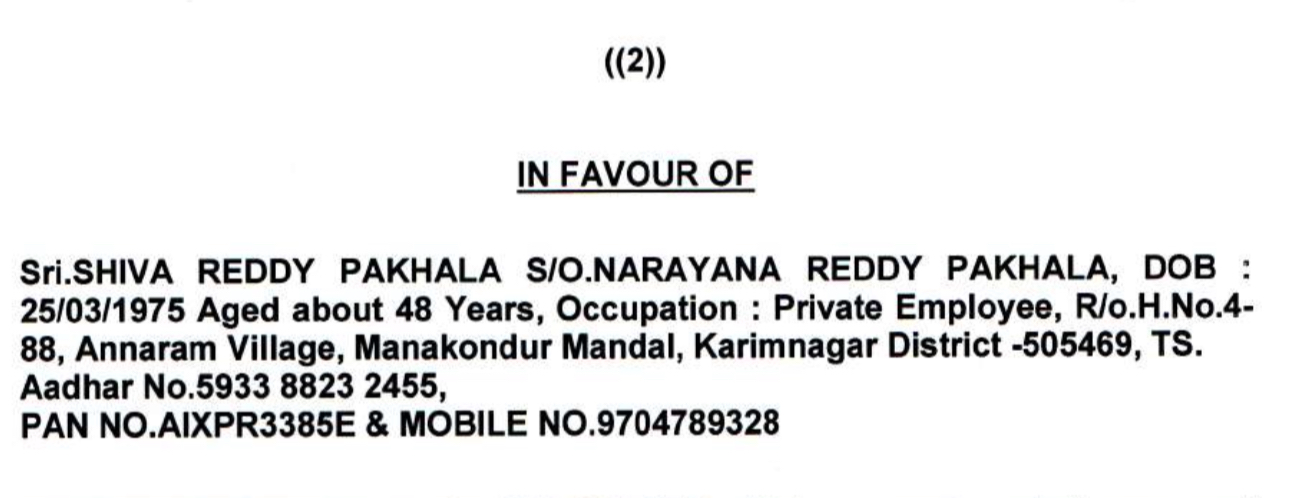 ((2))
IN FAVOUR OF
Sri.SHIVA REDDY PAKHALA S/O.NARAYANA REDDY PAKHALA, DOB :
25/03/1975 Aged about 48 Years, Occupation : Private Employee, R/o.H.No.4-
88, Annaram Village, Manakondur Mandal, Karimnagar District -505469, TS.
Aadhar No.5933 8823 2455,
PAN NO.AIXPR3385E & MOBILE NO.9704789328